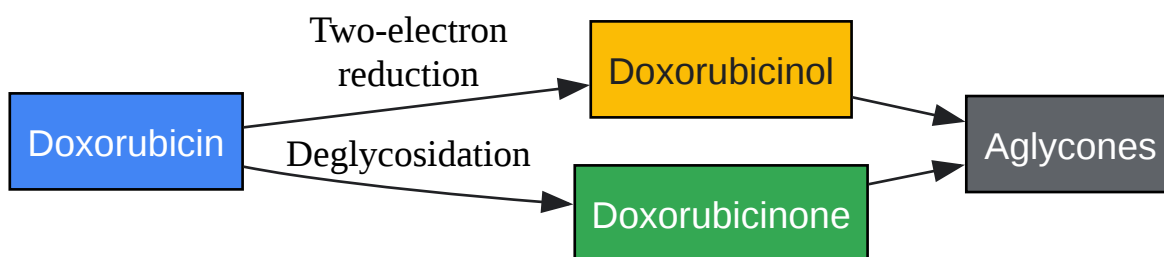 Two-electron
reduction
Doxorubicinol
Doxorubicin
Aglycones
Deglycosidation
Doxorubicinone